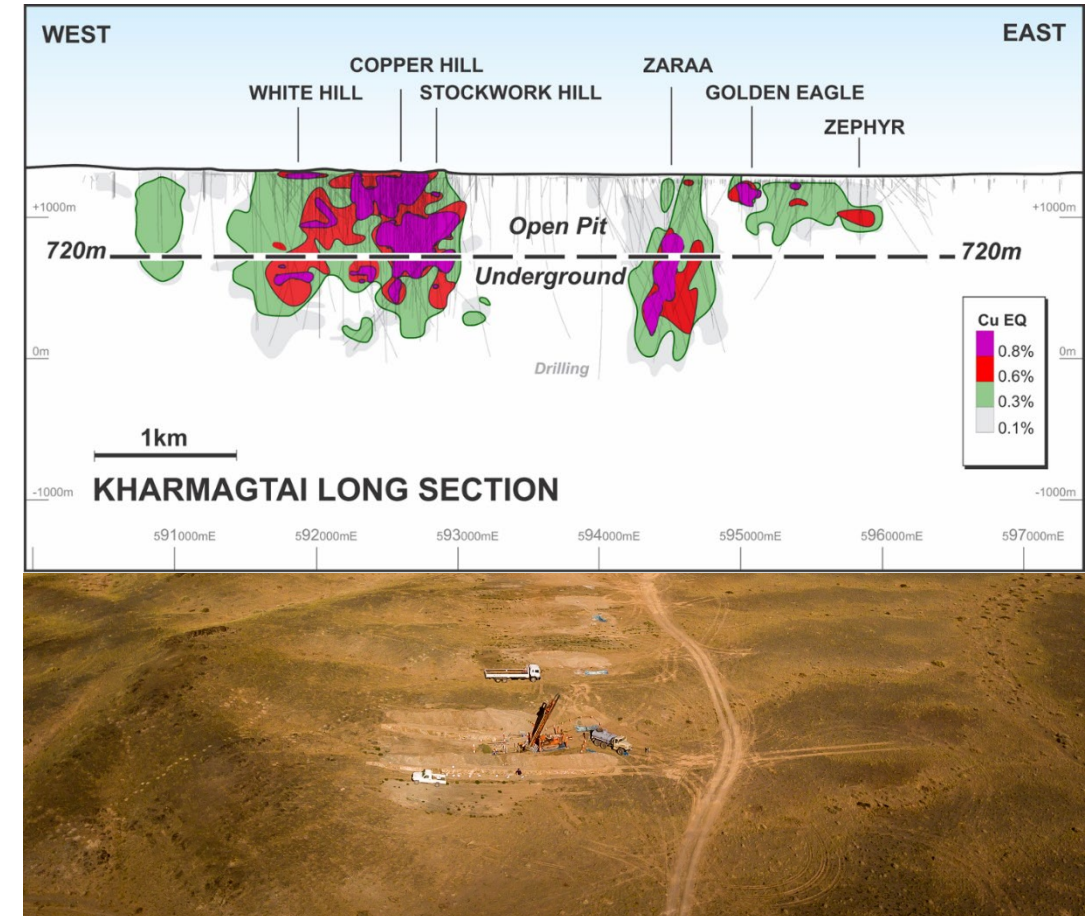 WEST
EAST
COPPER HILL
ZARAA
WHITE HILL
STOCKWORK HILL
GOLDEN EAGLE
ZEPHYR
+1000m
Open Pit
+1000m
720m
720m
Underground
Cu EQ
0.8%
0.6%
0.3%
0.1%
0m
0m
Drilling
1km
KHARMAGTAI LONG SECTION
-1000m
-1000m
591000mE
592000mE
593000mE
594000mE
595000mE
596000mE
597000mE